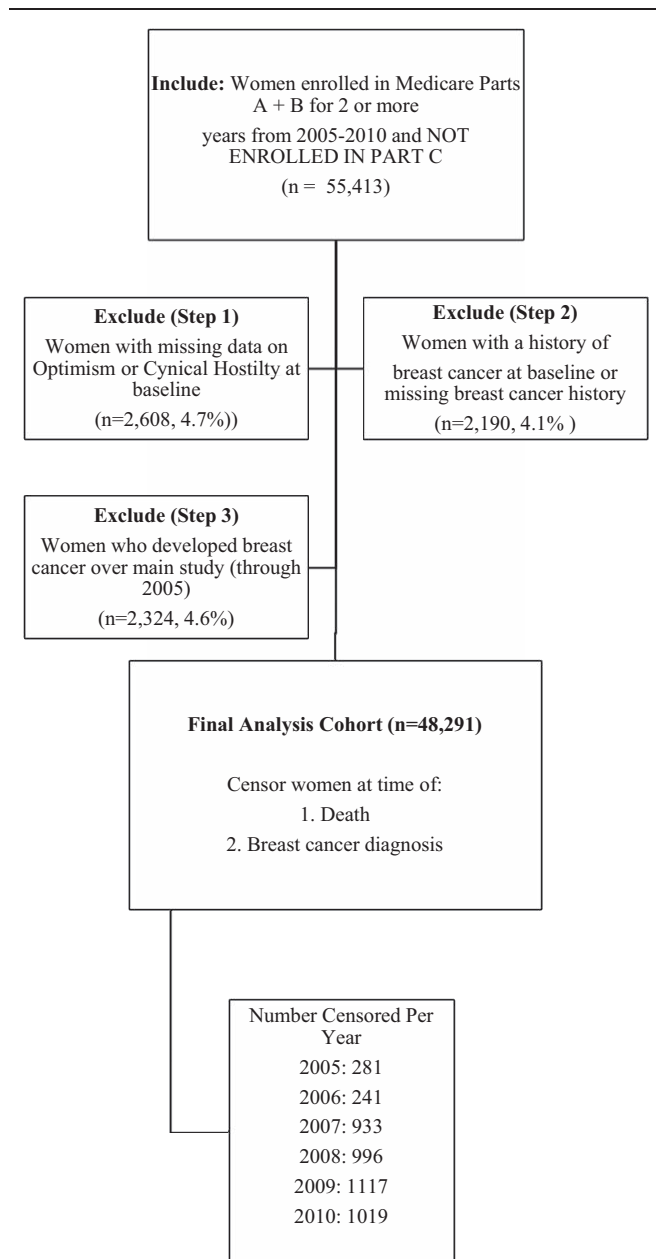 Include: Women enrolled in Medicare Parts
A + B for 2 or more
years from 2005-2010 and NOT
ENROLLED IN PART C
(n = 55,413)
Exclude (Step 1)
Women with missing data on
Optimism or Cynical Hostilty at
baseline
(n=2,608, 4.7%))
Exclude (Step 2)
Women with a history of
breast cancer at baseline or
missing breast cancer history
(n=2,190, 4.1% )
Exclude (Step 3)
Women who developed breast
cancer over main study (through
2005)
(n=2,324, 4.6%)
Final Analysis Cohort (n=48,291)
Censor women at time of:
1. Death
2. Breast cancer diagnosis
Number Censored Per
Year
2005: 281
2006: 241
2007: 933
2008: 996
2009: 1117
2010: 1019